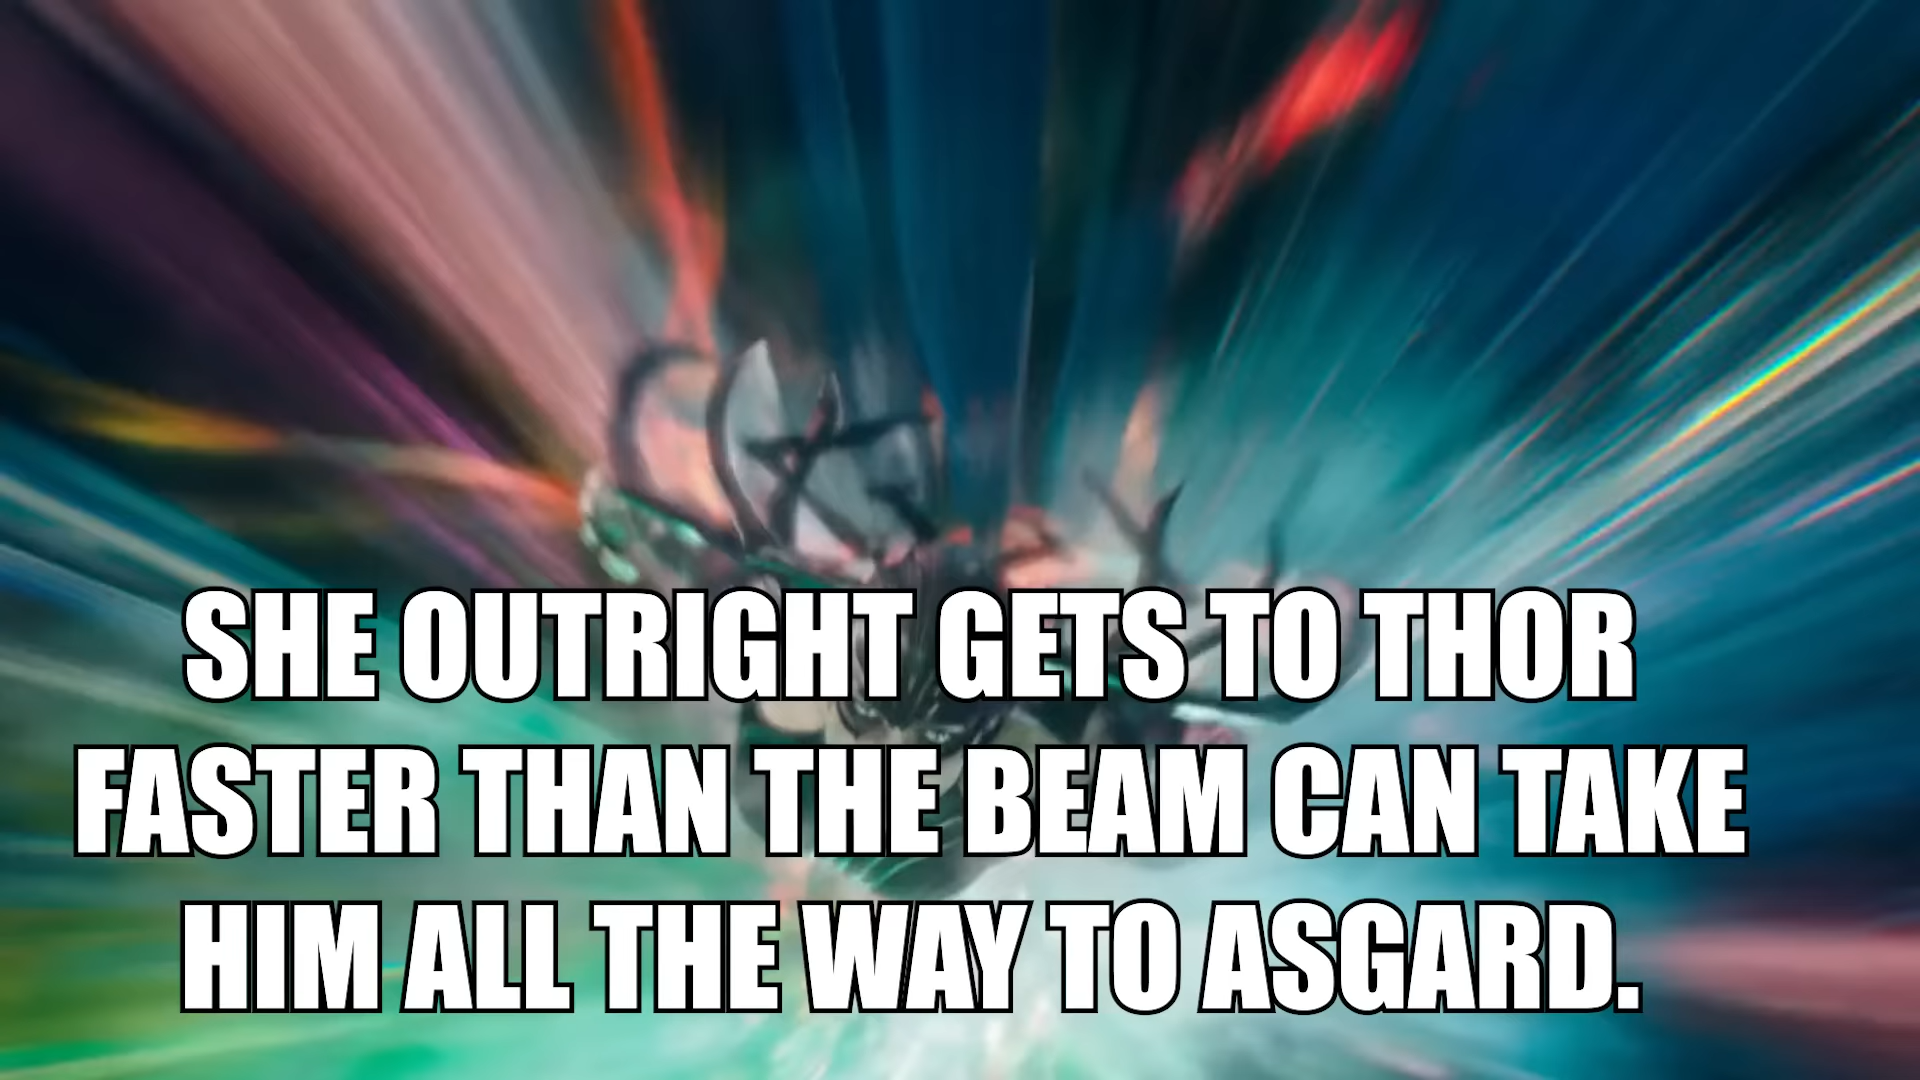 SHE OUTRIGHT GETS TO THOR
FASTER THAN THE BEAM CAN TAKE
HIM ALL THE WAY TO ASGARD.